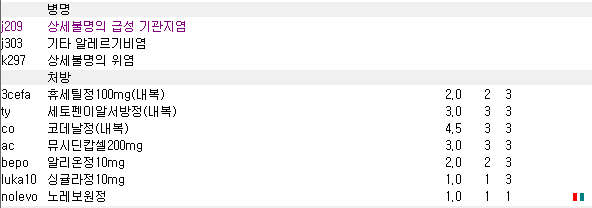 병명
j209 상세불명의 급성 기관지염
j303 기타 알레르기비염
k297 상세불명의 위염
처방
3cefa 휴세틸정100mg(내복) 2,0 2 3
ty 세토펜이알서방정(내복) 3,0 3 3
co 코데날정(내복) 4,5 3 3
ac 뮤시딘캅셀200mg 3,0 3 3
bepo 알리온정10mg 2,0 2 3
luka10 싱귤라정10mg 1,0 1 3
nolevo 노레보원정 1,0 1 1